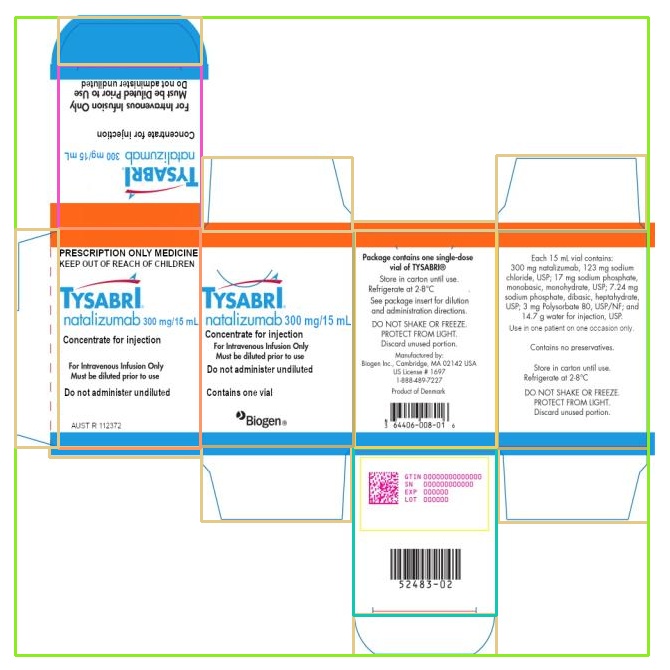 Do not administer undiluted
Must be Diluted Prior to Use
For Intravenous Infusion Only
Concentrate for injection
natalizumab 300 mg/15 mL
TYSABRI
PRESCRIPTION ONLY MEDICINE
KEEP OUT OF REACH OF CHILDREN
TYSABRI®
natalizumab 300 mg/15 mL
Concentrate for injection
For Intravenous Infusion Only
Must be diluted prior to use
Do not administer undiluted
AUST R 112372
TYSABRI®
natalizumab 300 mg/15 mL
Concentrate for injection
For Intravenous Infusion Only
Must be diluted prior to use
Do not administer undiluted
Contains one vial
Biogen®
Package contains one single-dose
vial of TYSABRI®
Store in carton until use.
Refrigerate at 2-8°C
See package insert for dilution
and administration directions.
DO NOT SHAKE OR FREEZE.
PROTECT FROM LIGHT.
Discard unused portion.
Manufactured by:
Biogen Inc., Cambridge, MA 02142 USA
US License # 1697
1-888-489-7227
Product of Denmark
3 64406-008-01 6
Each 15 mL vial contains:
300 mg natalizumab, 123 mg sodium
chloride, USP; 17 mg sodium phosphate,
monobasic, monohydrate, USP; 7.24 mg
sodium phosphate, dibasic, heptahydrate,
USP; 3 mg Polysorbate 80, USP/NF; and
14.7 g water for injection, USP.
Use in one patient on one occasion only.
Contains no preservatives.
Store in carton until use.
Refrigerate at 2-8°C
DO NOT SHAKE OR FREEZE.
PROTECT FROM LIGHT.
Discard unused portion.
GTIN 00000000000000
SN 000000000000
EXP 000000
LOT 000000
52483-02